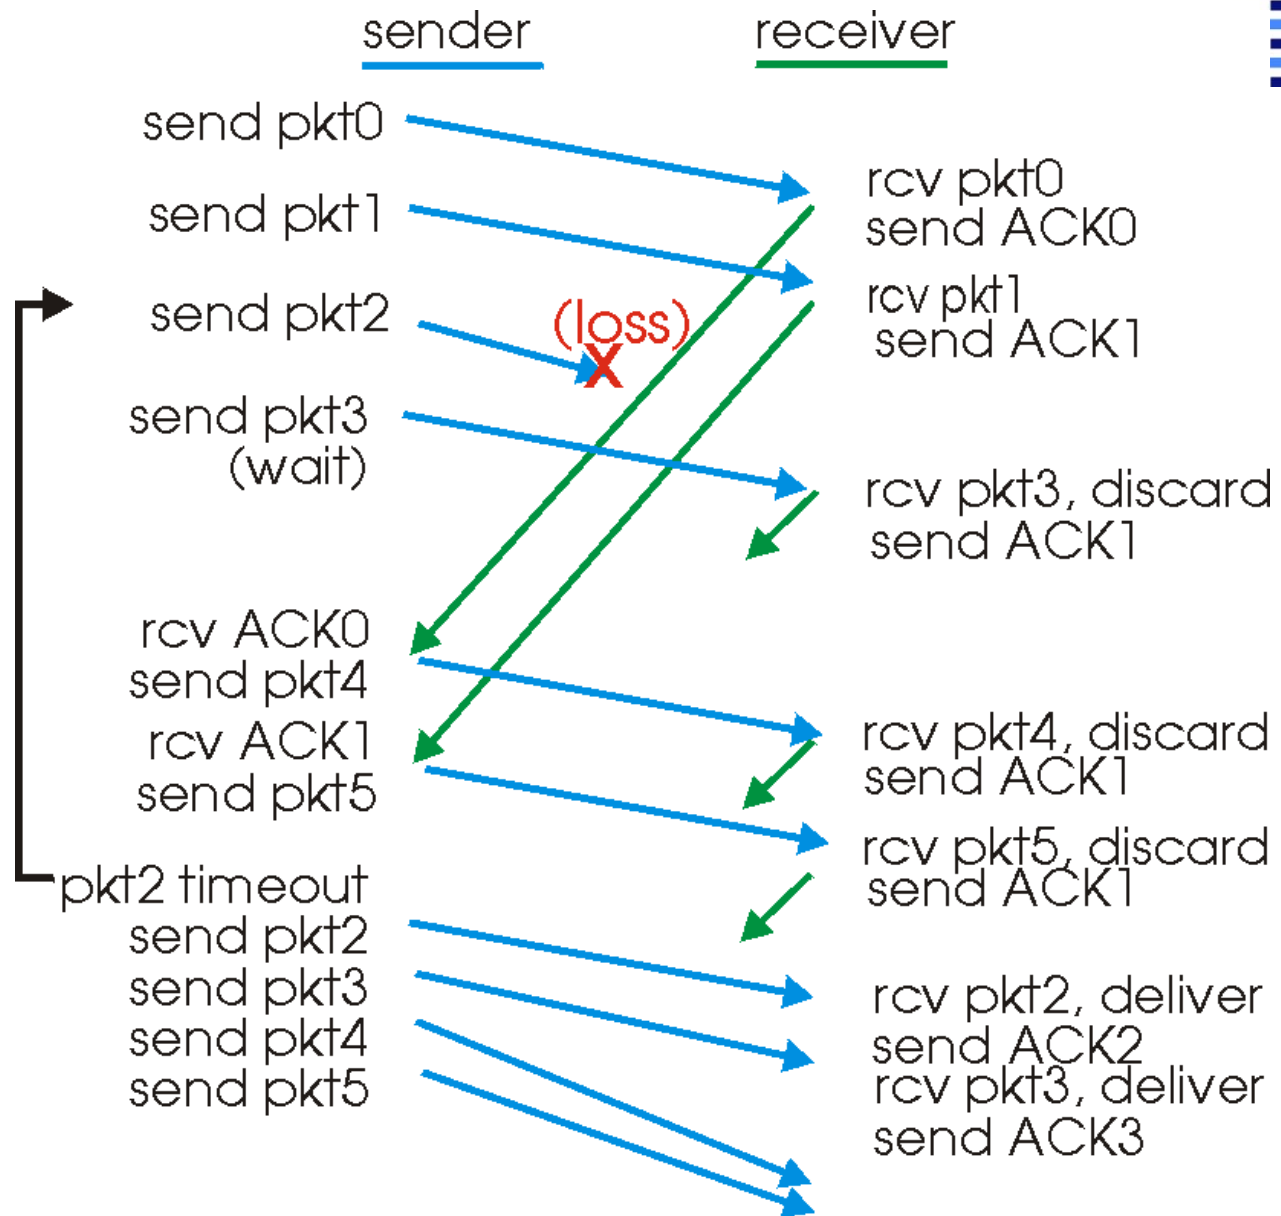 sender
receiver
send pkt0
rcv pkt0
send ACK0
send pkt1
rcv pkt1
send ACK1
send pkt2
(loss)
X
send pkt3
(wait)
rcv pkt3, discard
send ACK1
rcv ACK0
send pkt4
rcv ACK1
send pkt5
rcv pkt4, discard
send ACK1
rcv pkt5, discard
send ACK1
pkt2 timeout
send pkt2
send pkt3
send pkt4
send pkt5
rcv pkt2, deliver
send ACK2
rcv pkt3, deliver
send ACK3